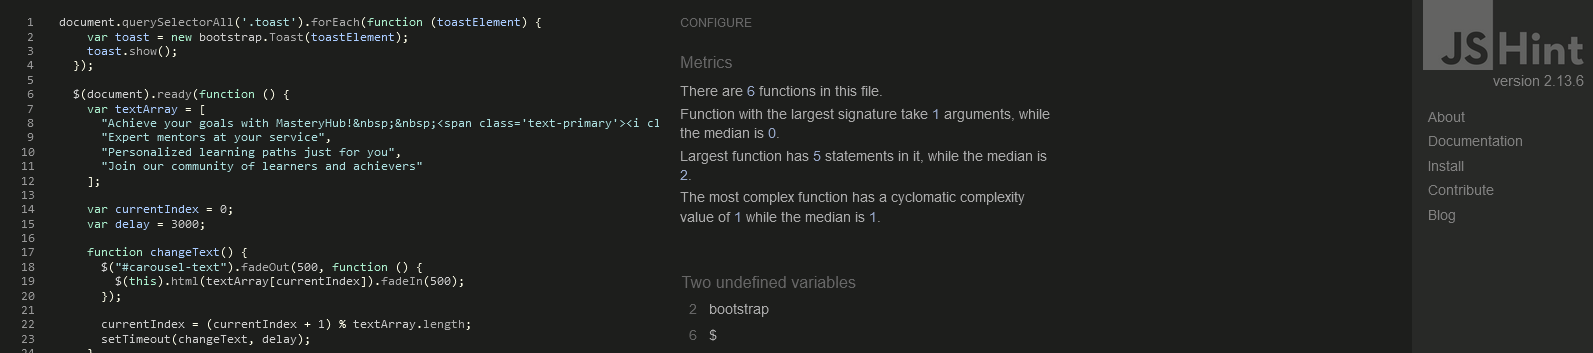 1 document.querySelectorAll('.toast').forEach(function (toastElement) {
2 var toast = new bootstrap.Toast(toastElement);
3 toast.show();
4 });
5
6 $(document).ready(function () {
7 var textArray = [
8 "Achieve your goals with MasteryHub!&nbsp;&nbsp;<span class='text-primary'><i cl
9 "Expert mentors at your service",
10 "Personalized learning paths just for you",
11 "Join our community of learners and achievers"
12 ];
13
14 var currentIndex = 0;
15 var delay = 3000;
16
17 function changeText() {
18 $("#carousel-text").fadeOut(500, function () {
19 $(this).html(textArray[currentIndex]).fadeIn(500);
20 });
21
22 currentIndex = (currentIndex + 1) % textArray.length;
23 setTimeout(changeText, delay);
24 }
CONFIGURE
Metrics
There are 6 functions in this file.
Function with the largest signature take 1 arguments, while
the median is 0.
Largest function has 5 statements in it, while the median is
2.
The most complex function has a cyclomatic complexity
value of 1 while the median is 1.
Two undefined variables
2 bootstrap
6 $
JSHint
version 2.13.6
About
Documentation
Install
Contribute
Blog